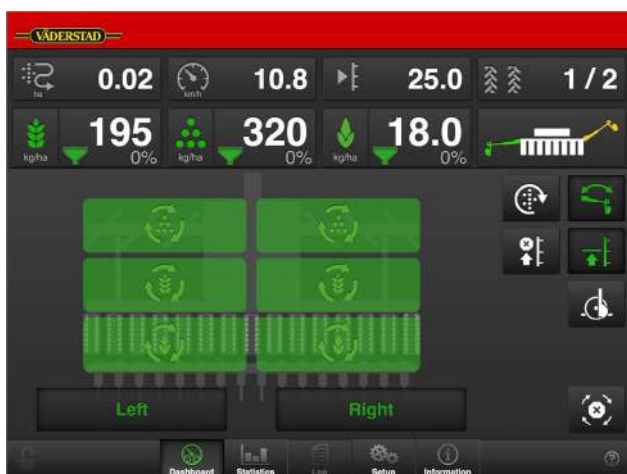 VÄDERSTAD
0.02
ha
10.8
km/h
25.0
1 / 2
195
kg/ha
0%
320
kg/ha
0%
18.0
kg/ha
0%
Left
Right
Dashboard
Statistics
Log
Setup
Information